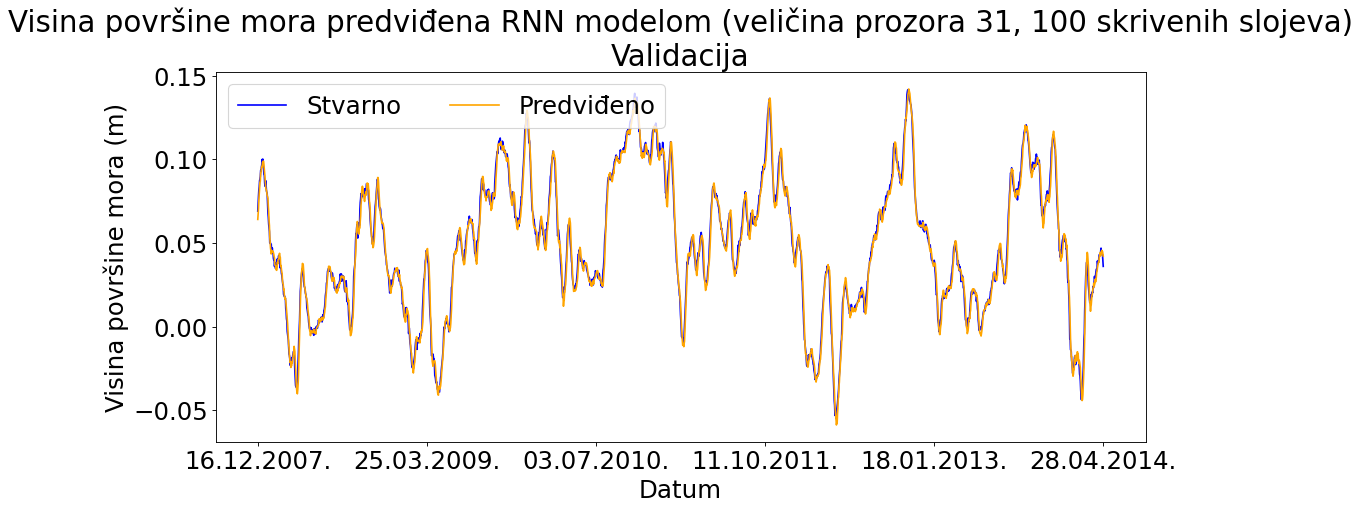 Visina površine mora predviđena RNN modelom (veličina prozora 31, 100 skrivenih slojeva)
Validacija
Stvarno
Predviđeno
Visina površine mora (m)
0.15
0.10
0.05
0.00
−0.05
16.12.2007.
25.03.2009.
03.07.2010.
11.10.2011.
18.01.2013.
28.04.2014.
Datum